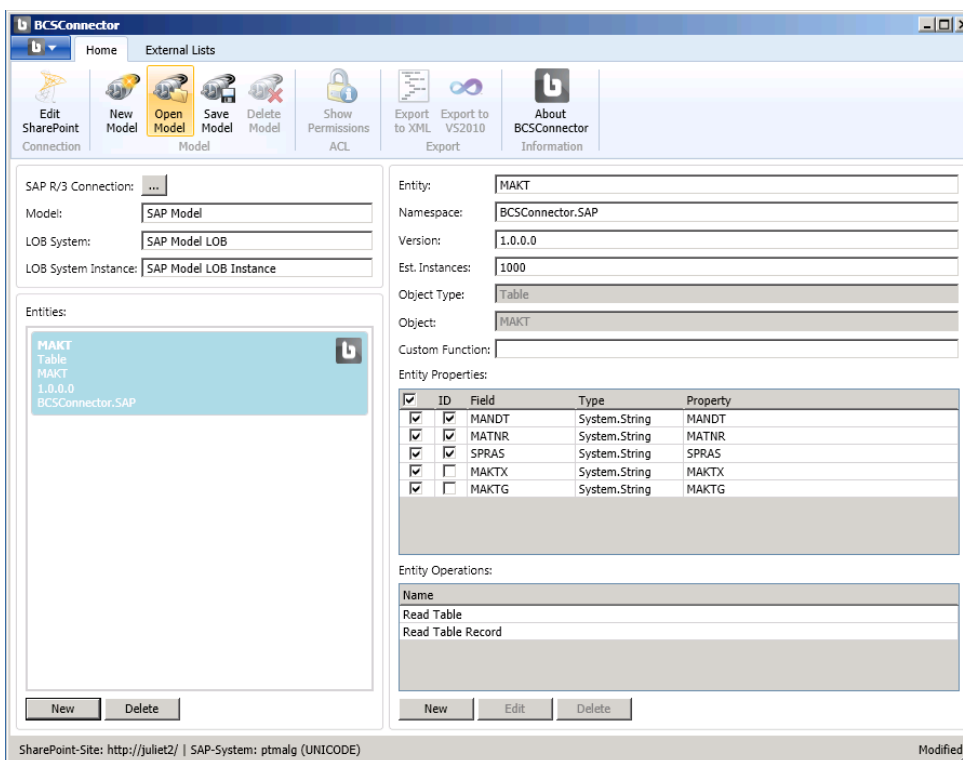 BCSConnector
Home External Lists
Edit SharePoint
New Model
Open Model
Save Model
Delete Model
Show Permissions
Export to XML
Export to VS2010
About BCSConnector
Connection
Model
ACL
Export
Information
SAP R/3 Connection: ...
Model: SAP Model
LOB System: SAP Model LOB
LOB System Instance: SAP Model LOB Instance
Entities:
MAKT
Table
MAKT
1.0.0.0
BCSConnector.SAP
New Delete
Entity: MAKT
Namespace: BCSConnector.SAP
Version: 1.0.0.0
Est. Instances: 1000
Object Type: Table
Object: MAKT
Custom Function:
Entity Properties:
ID Field Type Property
MANDT System.String MANDT
MATNR System.String MATNR
SPRAS System.String SPRAS
MAKTX System.String MAKTX
MAKTG System.String MAKTG
Entity Operations:
Name
Read Table
Read Table Record
New Edit Delete
SharePoint-Site: http://juliet2/ | SAP-System: ptmalg (UNICODE) Modified